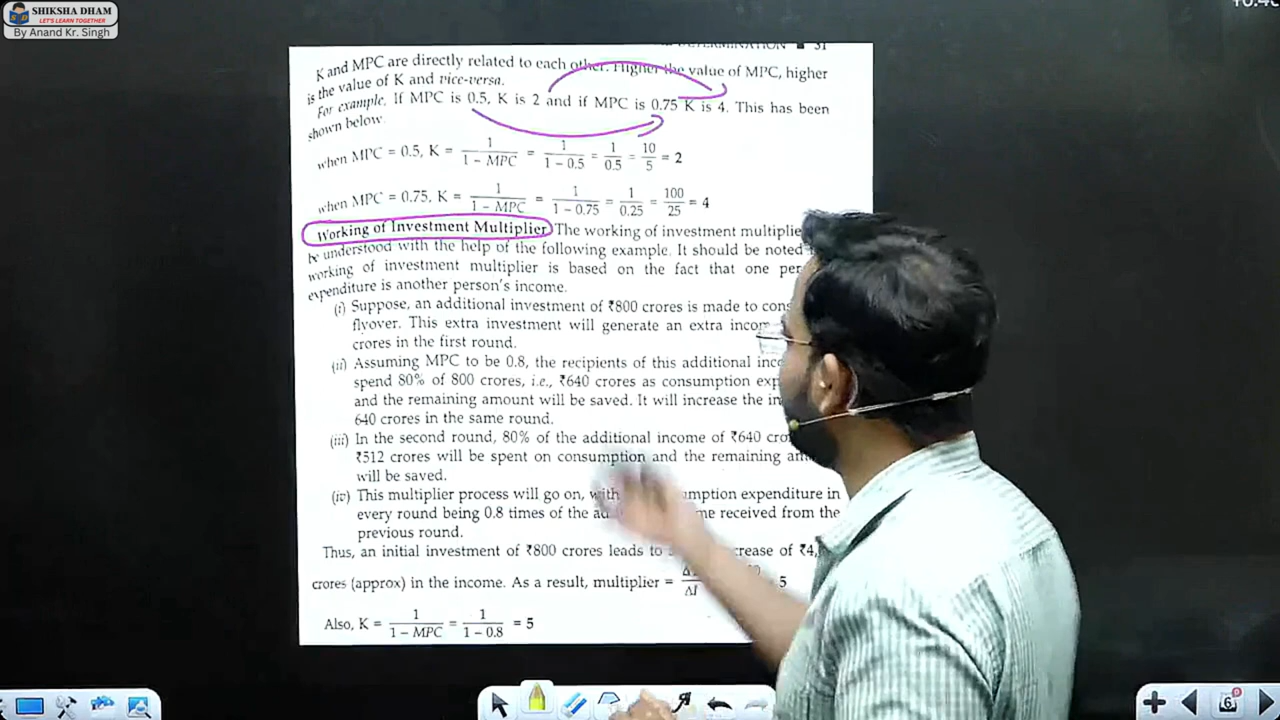 SHIKSHA DHAM
LET'S LEARN TOGETHER
By Anand Kr. Singh
DETERMINATION ■ 31
K and MPC are directly related to each other. Higher the value of MPC, higher
is the value of K and vice-versa.
For example. If MPC is 0.5, K is 2 and if MPC is 0.75 K is 4. This has been
shown below.
when MPC = 0.5, K = 1/(1 – MPC) = 1/(1 – 0.5) = 1/0.5 = 10/5 = 2
when MPC = 0.75, K = 1/(1 – MPC) = 1/(1 – 0.75) = 1/0.25 = 100/25 = 4
Working of Investment Multiplier The working of investment
be understood with the help of the following example. It should be noted
working of investment multiplier is based on the fact that one
expenditure is another person's income.
(i) Suppose, an additional investment of ₹800 crores is made to
flyover. This extra investment will generate an extra
crores in the first round.
(ii) Assuming MPC to be 0.8, the recipients of this additional
spend 80% of 800 crores, i.e., ₹640 crores as consumption
and the remaining amount will be saved. It will increase the
640 crores in the same round.
(iii) In the second round, 80% of the additional income of ₹640
₹512 crores will be spent on consumption and the remaining
will be saved.
(iv) This multiplier process will go on, expenditure in
every round being 0.8 times of the received from the
previous round.
Thus, an initial investment of ₹800 crores leads to of
crores (approx) in the income. As a result, multiplier = ΔI 5
Also, K = 1/(1 – MPC) = 1/(1 – 0.8) = 5
6